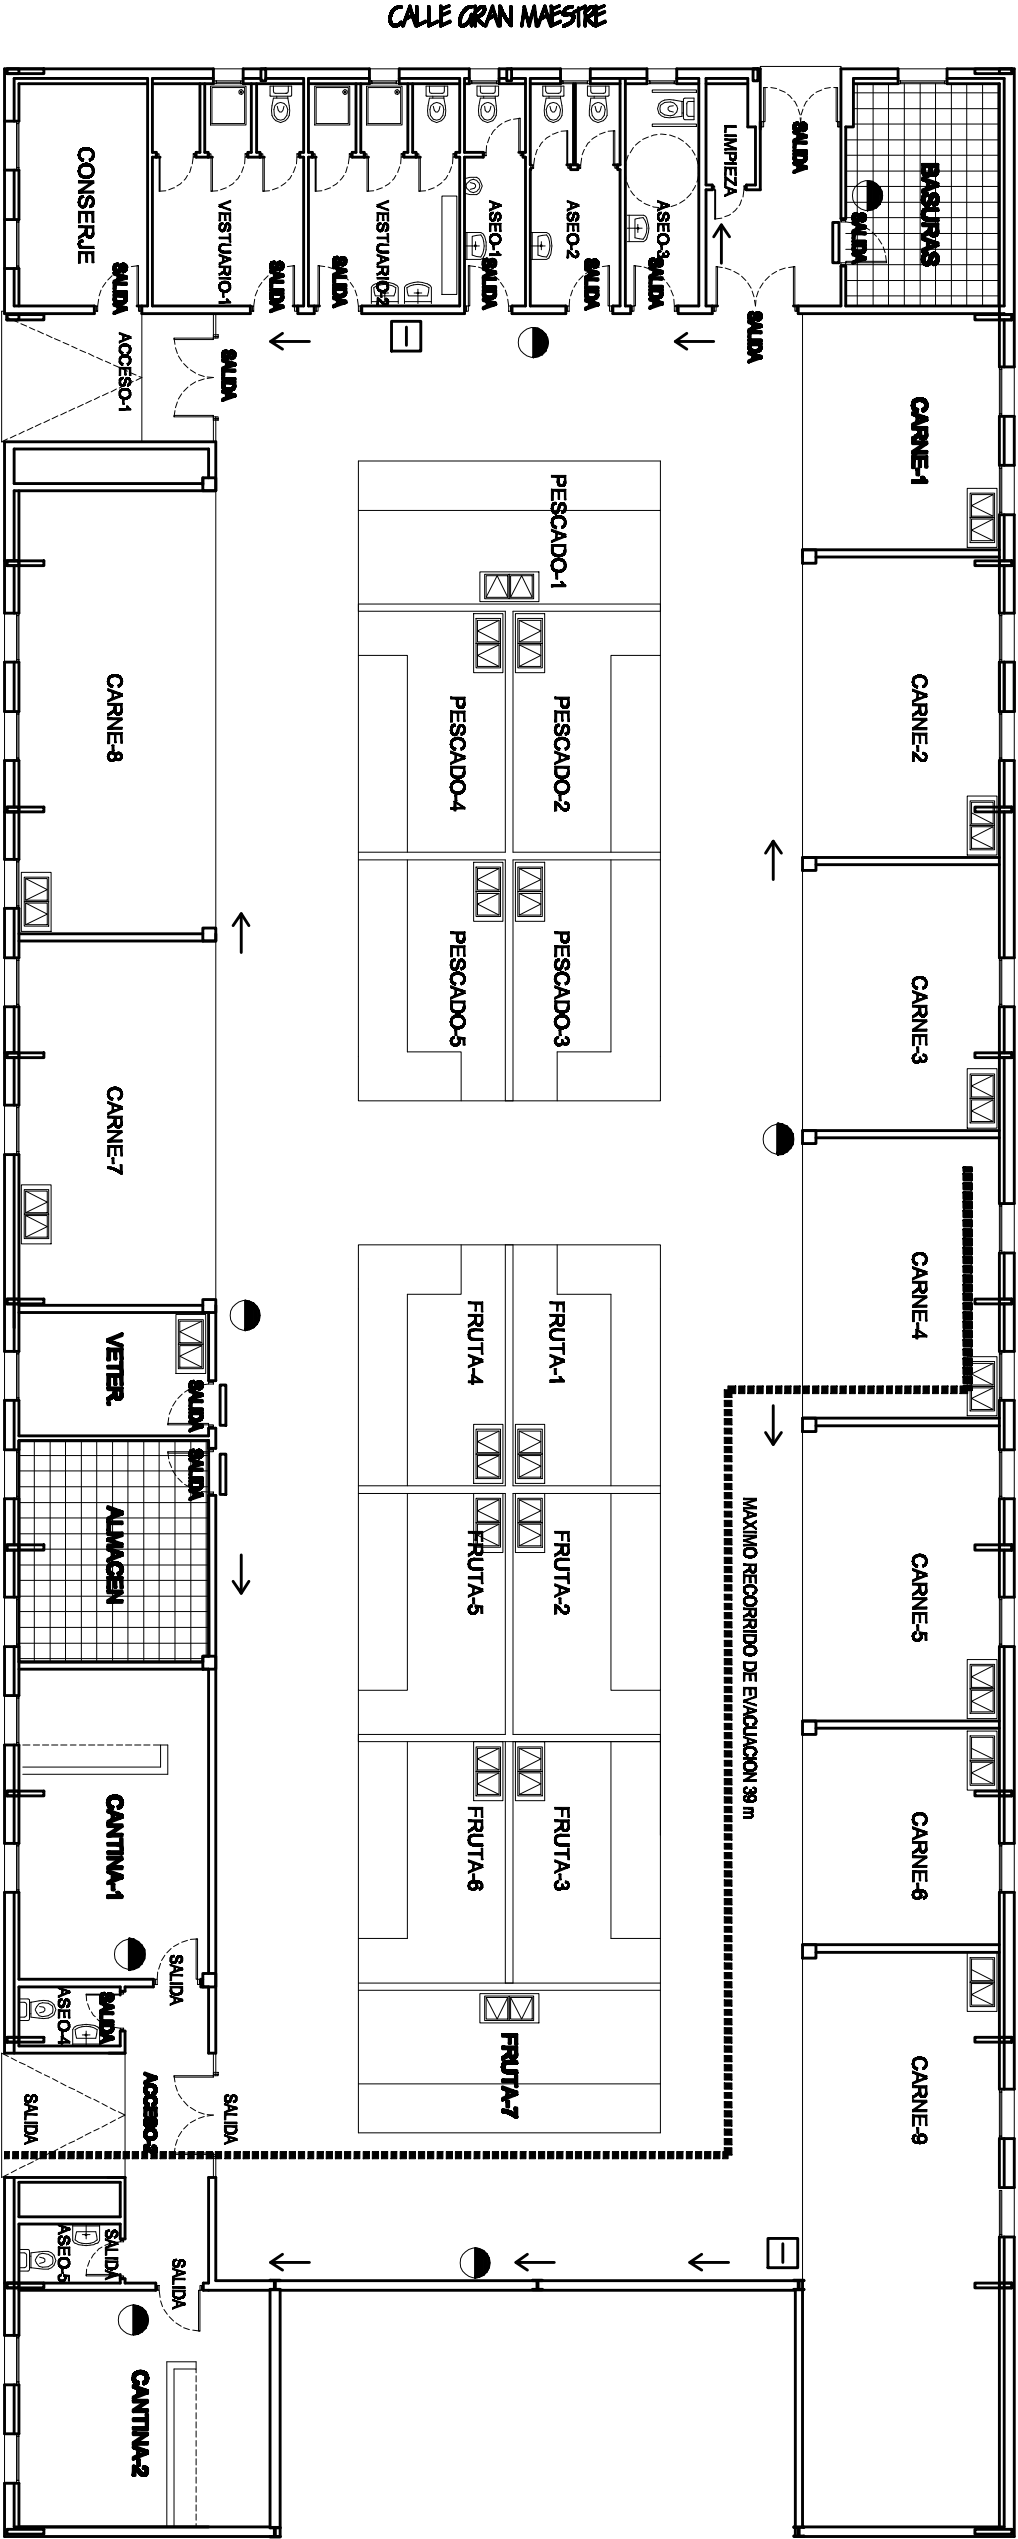 CALLE GRAN MAESTRE
CONSERJE
SALIDA
VESTUARIO-1
SALIDA
VESTUARIO-2
SALIDA
ASEO-1
SALIDA
ASEO-2
SALIDA
ASEO-3
SALIDA
LIMPIEZA
SALIDA
SALIDA
BASURAS
SALIDA
ACCESO-1
SALIDA
CARNE-1
PESCADO-1
CARNE-8
PESCADO-4
PESCADO-2
CARNE-2
PESCADO-5
PESCADO-3
CARNE-3
CARNE-7
FRUTA-4
FRUTA-1
CARNE-4
VETER.
SALIDA
SALIDA
ALMACEN
FRUTA-5
FRUTA-2
MAXIMO RECORRIDO DE EVACUACION 39 m
CARNE-5
CANTINA-1
FRUTA-6
FRUTA-3
CARNE-6
SALIDA
ASEO-4
SALIDA
FRUTA-7
CARNE-9
SALIDA
ACCESO-2
SALIDA
ASEO-5
SALIDA
SALIDA
CANTINA-2